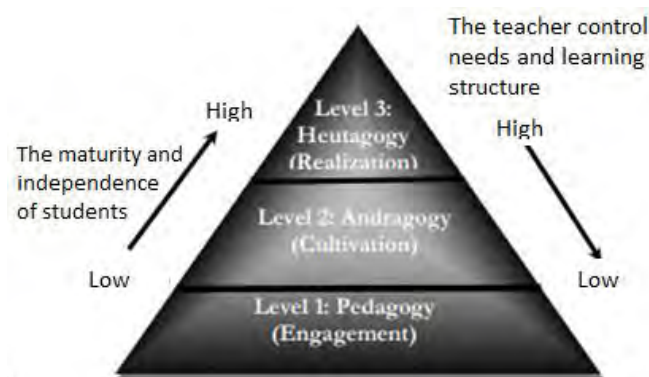 The teacher control
needs and learning
structure
High
High
Level 3:
Heutagogy
(Realization)
The maturity and
independence
of students
Level 2: Andragogy
(Cultivation)
Low
Low
Level 1: Pedagogy
(Engagement)